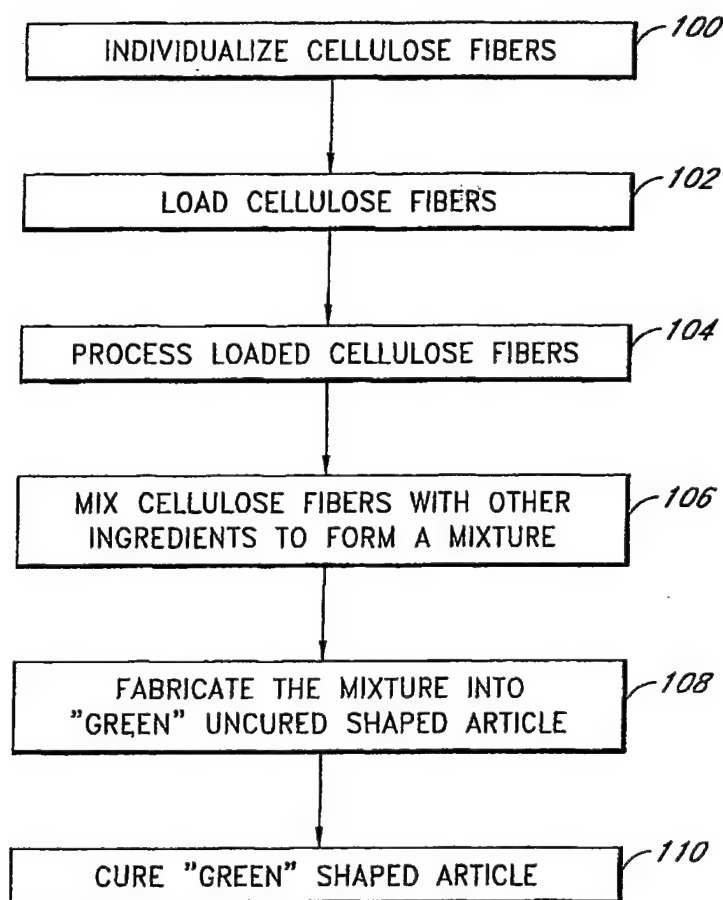 INDIVIDUALIZE CELLULOSE FIBERS 100
LOAD CELLULOSE FIBERS 102
PROCESS LOADED CELLULOSE FIBERS 104
MIX CELLULOSE FIBERS WITH OTHER 106
INGREDIENTS TO FORM A MIXTURE
FABRICATE THE MIXTURE INTO 108
"GREEN" UNCURED SHAPED ARTICLE
CURE "GREEN" SHAPED ARTICLE 110